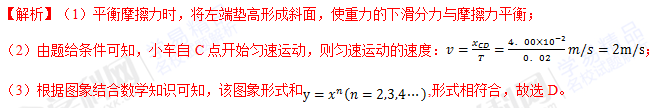 【解析】（1）平衡摩擦力时，将左端垫高形成斜面，使重力的下滑分力与摩擦力平衡；
（2）由题给条件可知，小车自 C 点开始匀速运动，则匀速运动的速度：v = x_CD/T = 4.00×10^-2/0.02 m/s = 2m/s；
（3）根据图象结合数学知识可知，该图象形式和y = x^n(n = 2,3,4⋯),形式相符合，故选 D。